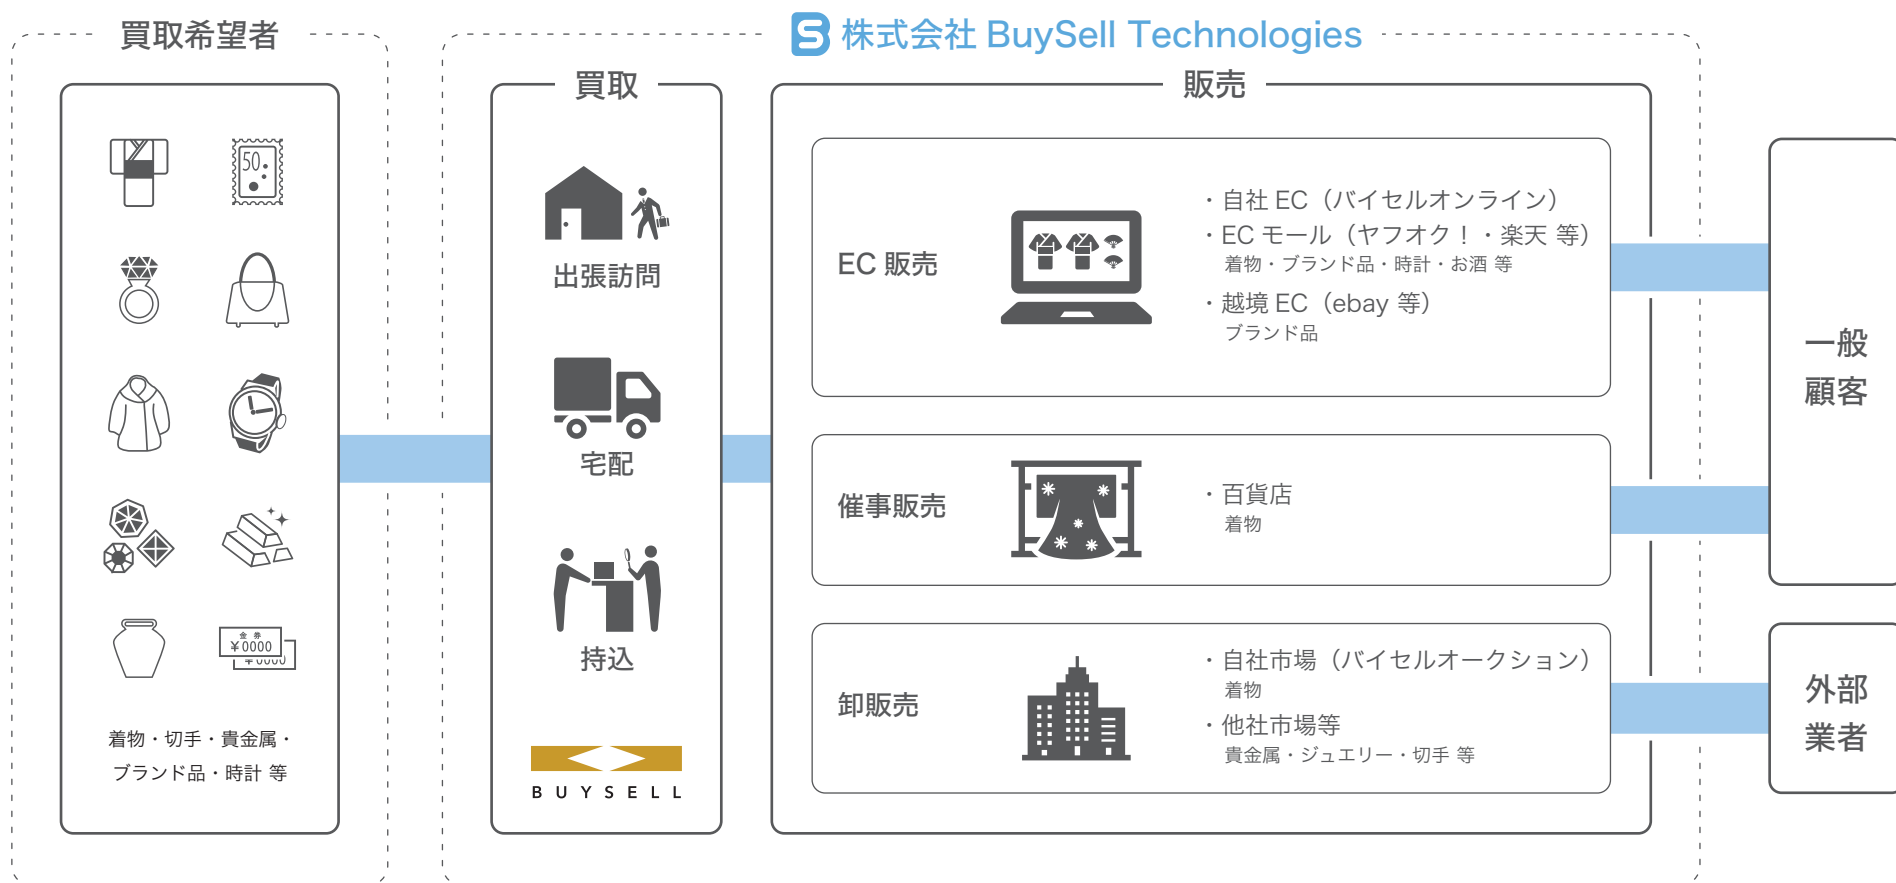 買取希望者
50
金 券
¥0000
着物・切手・貴金属・
ブランド品・時計 等
株式会社 BuySell Technologies
買取
出張訪問
宅配
持込
BUYSELL
販売
EC 販売
・自社 EC（バイセルオンライン）
・EC モール（ヤフオク！・楽天 等）
着物・ブランド品・時計・お酒 等
・越境 EC（ebay 等）
ブランド品
催事販売
・百貨店
着物
卸販売
・自社市場（バイセルオークション）
着物
・他社市場等
貴金属・ジュエリー・切手 等
一般
顧客
外部
業者